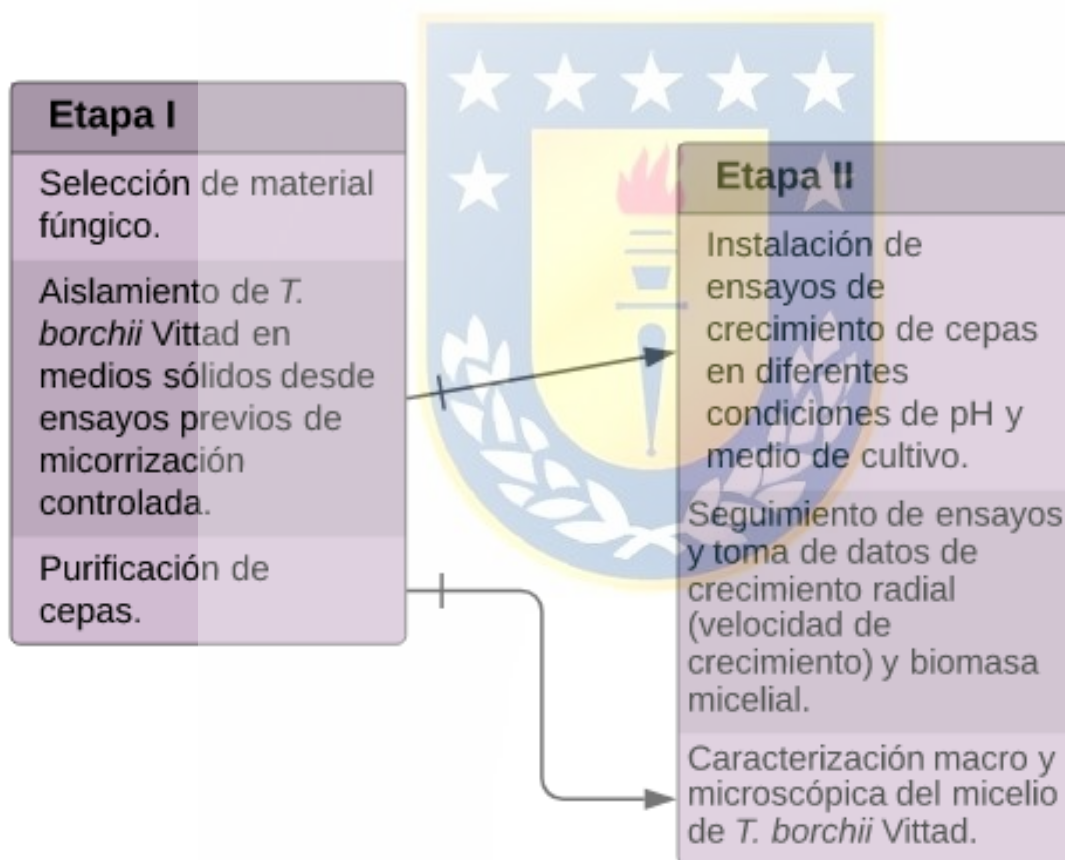 Etapa I
Selección de material
fúngico.
Aislamiento de T.
borchii Vittad en
medios sólidos desde
ensayos previos de
micorrización
controlada.
Purificación de
cepas.
Etapa II
Instalación de
ensayos de
crecimiento de cepas
en diferentes
condiciones de pH y
medio de cultivo.
Seguimiento de ensayos
y toma de datos de
crecimiento radial
(velocidad de
crecimiento) y biomasa
micelial.
Caracterización macro y
microscópica del micelio
de T. borchii Vittad.